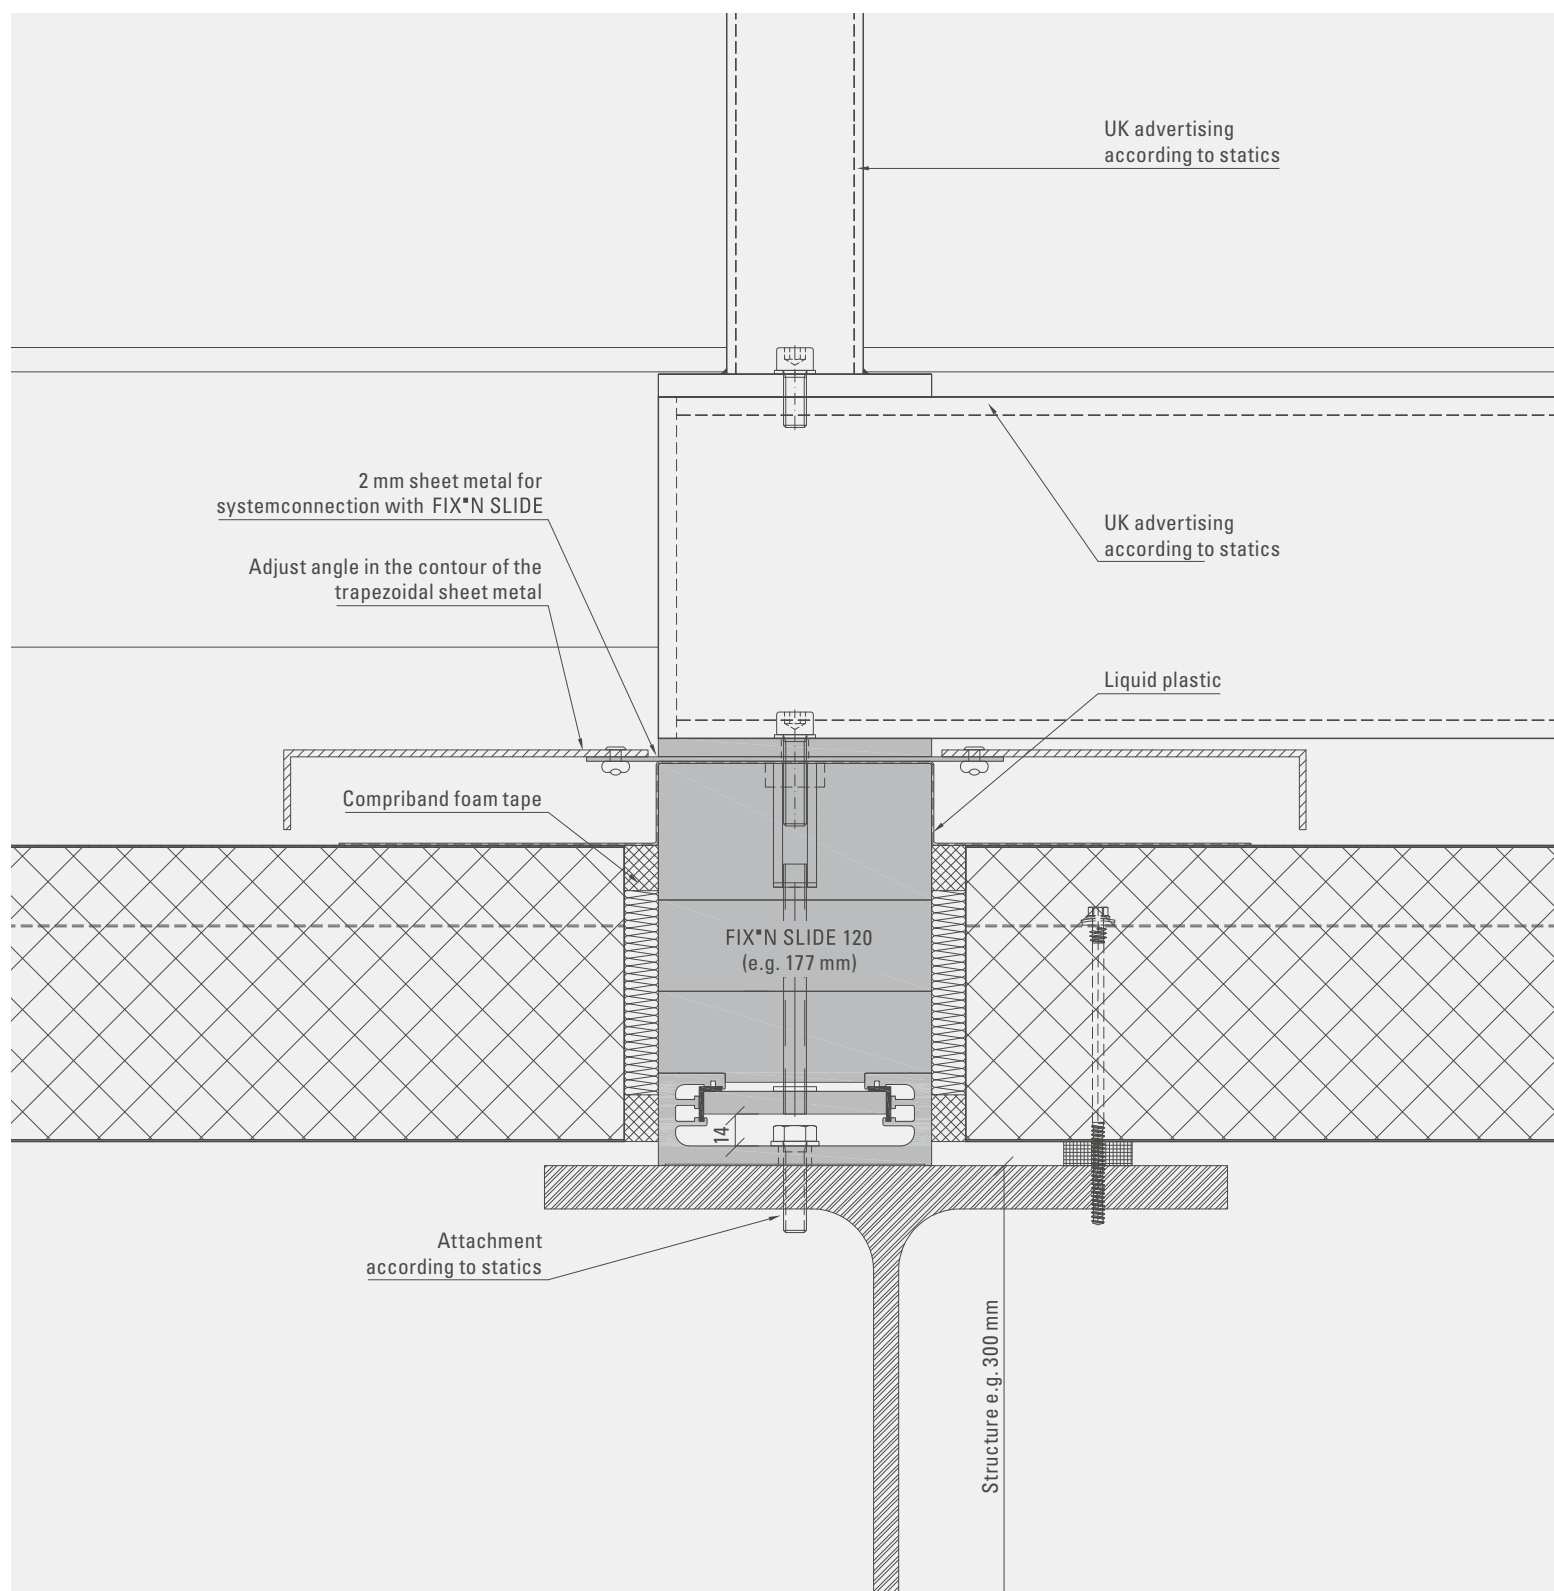 UK advertising
according to statics
2 mm sheet metal for
systemconnection with FIX■N SLIDE
UK advertising
according to statics
Adjust angle in the contour of the
trapezoidal sheet metal
Liquid plastic
Compriband foam tape
FIX■N SLIDE 120
(e.g. 177 mm)
14
Attachment
according to statics
Structure e.g. 300 mm